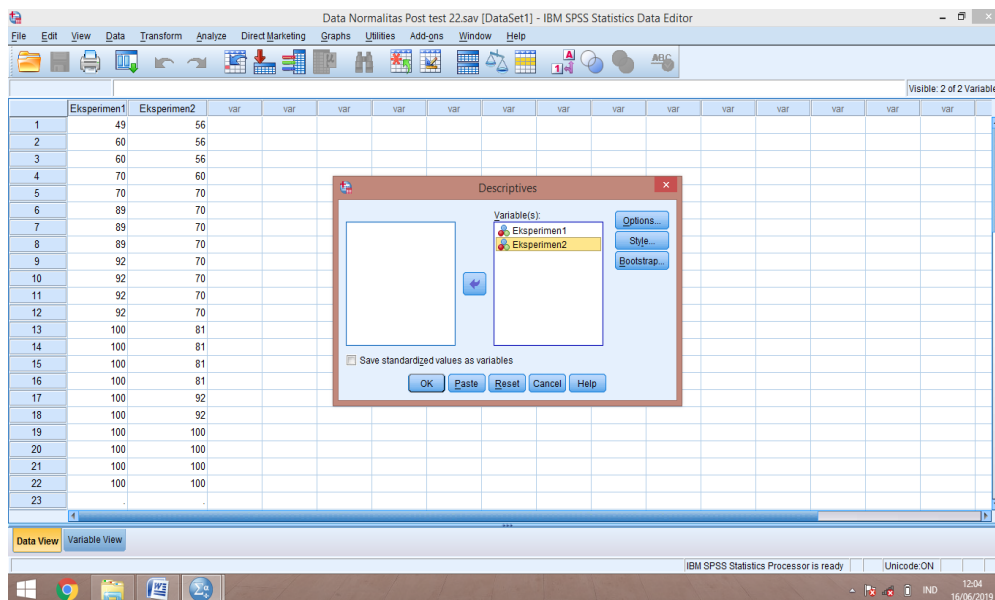 Data Normalitas Post test 22.sav [DataSet1] - IBM SPSS Statistics Data Editor
File Edit View Data Transform Analyze Direct Marketing Graphs Utilities Add-ons Window Help
Visible: 2 of 2 Variable
Eksperimen1 Eksperimen2 var var var var var var var var var var var var var var
1 49 56
2 60 56
3 60 56
4 70 60
5 70 70
6 89 70
7 89 70
8 89 70
9 92 70
10 92 70
11 92 70
12 92 70
13 100 81
14 100 81
15 100 81
16 100 81
17 100 92
18 100 92
19 100 100
20 100 100
21 100 100
22 100 100
23 . .
Descriptives
Variable(s):
Eksperimen1
Eksperimen2
Options...
Style...
Bootstrap...
Save standardized values as variables
OK Paste Reset Cancel Help
Data View Variable View
IBM SPSS Statistics Processor is ready Unicode:ON
IND 12:04
16/06/2019